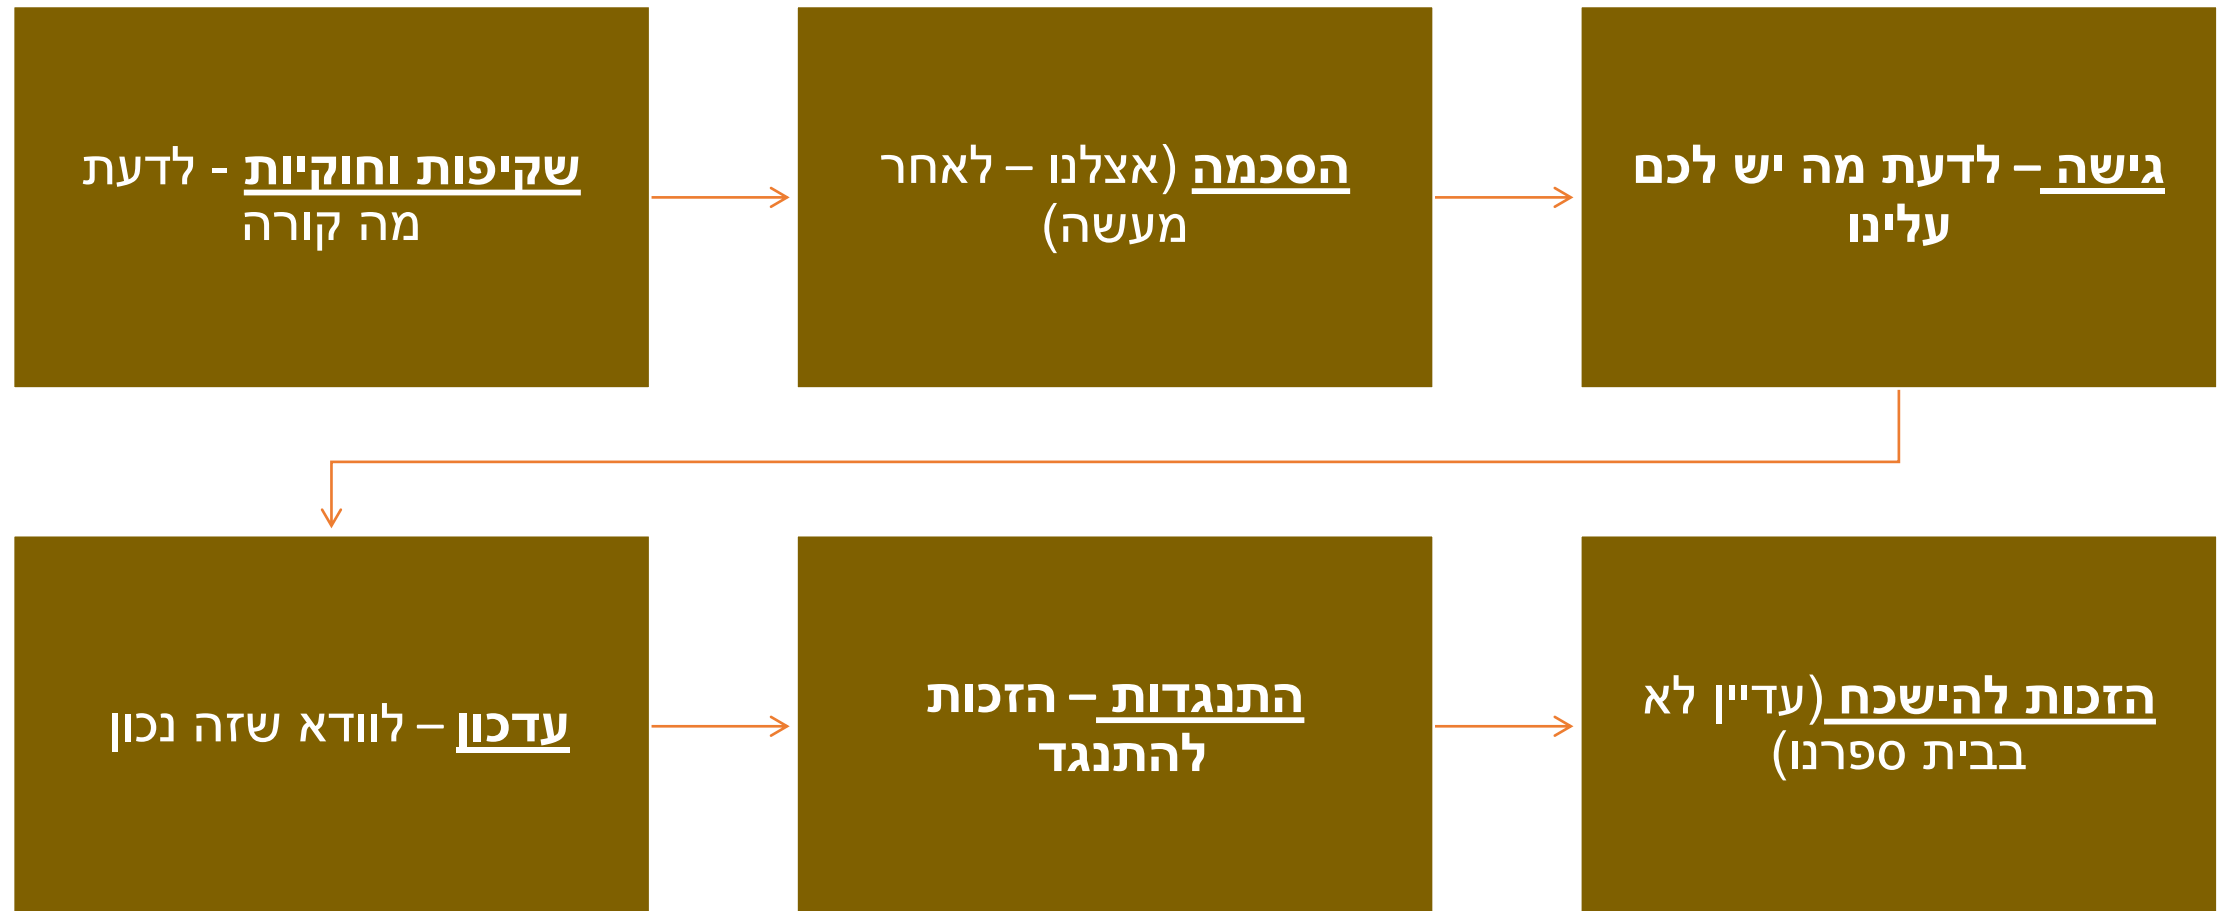 שקיפות וחוקיות - לדעת
מה קורה
הסכמה (אצלנו – לאחר
מעשה)
גישה – לדעת מה יש לכם
עלינו
עדכון – לוודא שזה נכון
התנגדות – הזכות
להתנגד
הזכות להישכח (עדיין לא
בבית ספרנו)